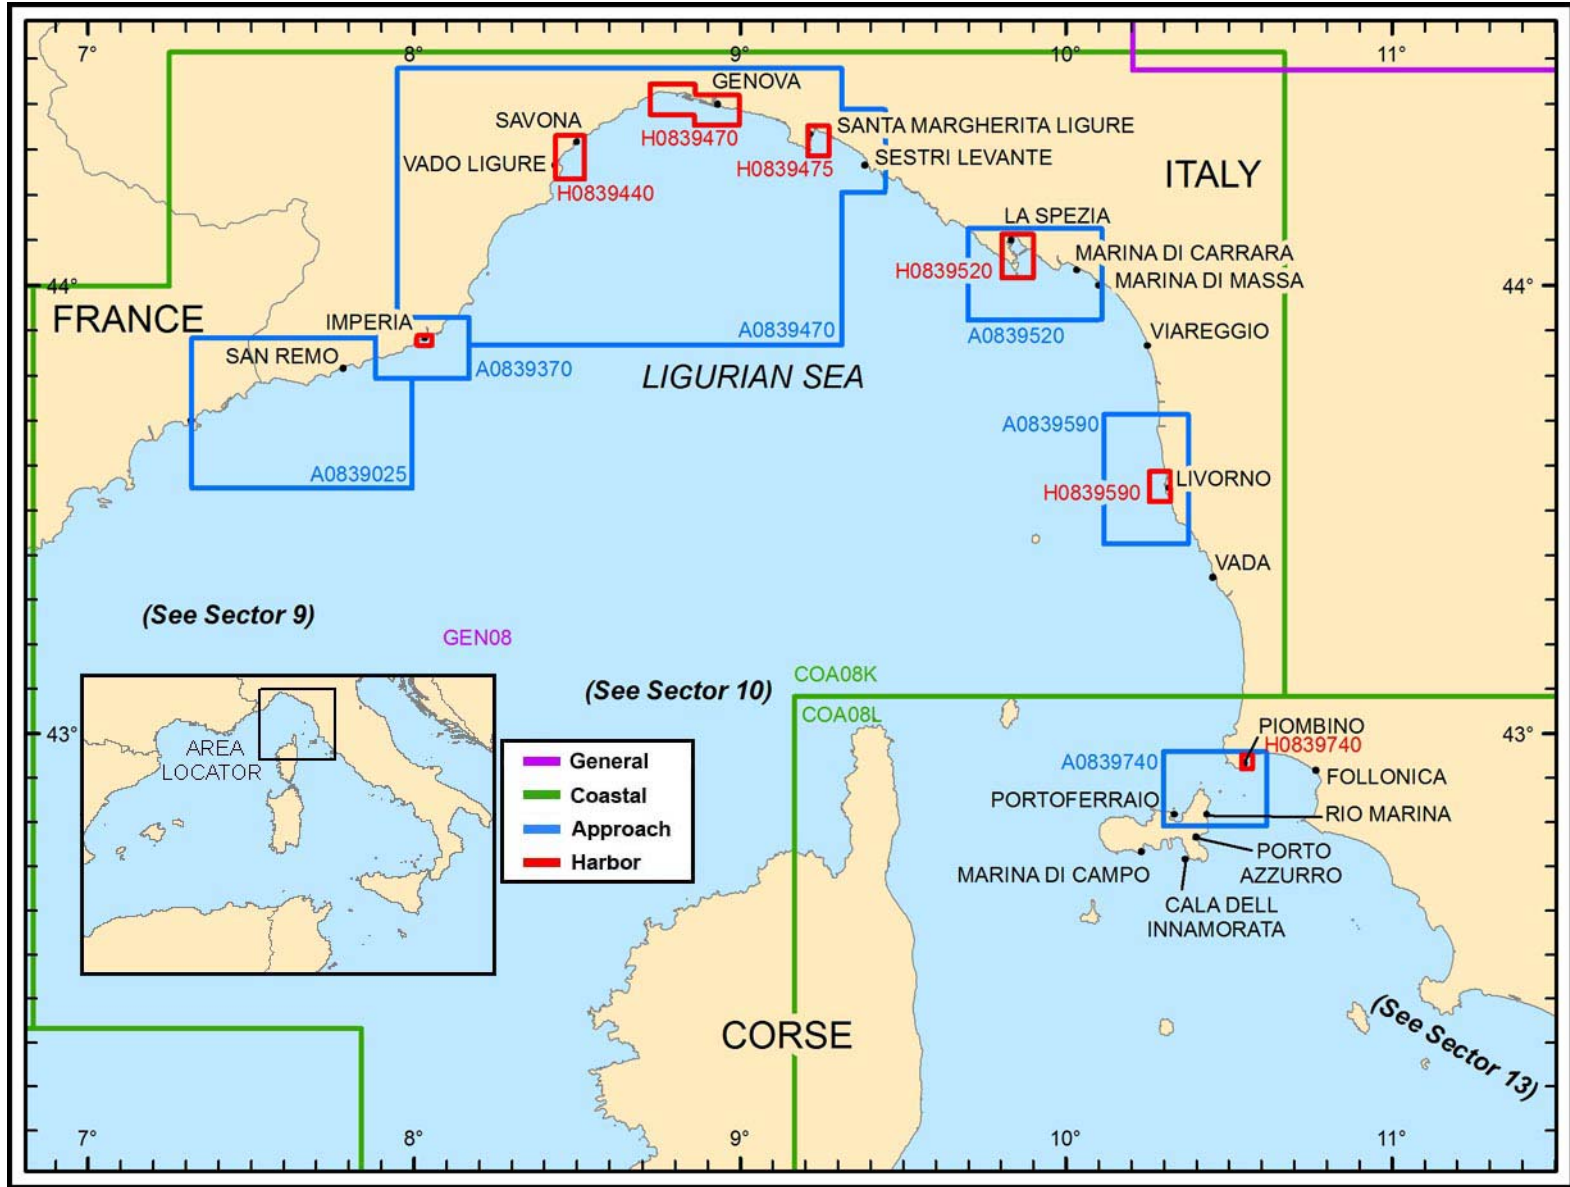 7°
8°
9°
10°
11°
GENOVA
SAVONA
SANTA MARGHERITA LIGURE
H0839470
VADO LIGURE
SESTRI LEVANTE
H0839475
ITALY
H0839440
LA SPEZIA
MARINA DI CARRARA
H0839520
44°
MARINA DI MASSA
44°
FRANCE
IMPERIA
A0839470
A0839520
VIAREGGIO
SAN REMO
A0839370
LIGURIAN SEA
A0839590
A0839025
LIVORNO
H0839590
VADA
(See Sector 9)
GEN08
COA08K
(See Sector 10)
COA08L
43°
PIOMBINO
43°
H0839740
AREA
LOCATOR
General
Coastal
Approach
Harbor
A0839740
FOLLONICA
PORTOFERRAIO
RIO MARINA
PORTO
AZZURRO
MARINA DI CAMPO
CALA DELL
INNAMORATA
CORSE
(See Sector 13)
7°
8°
9°
10°
11°